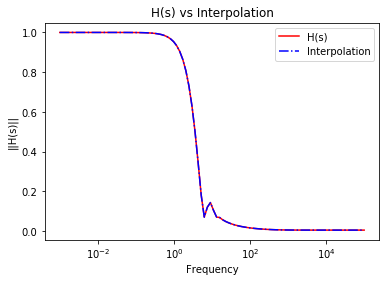 H(s) vs Interpolation
H(s)
Interpolation
||H(s)||
1.0
0.8
0.6
0.4
0.2
0.0
10⁻² 10⁰ 10² 10⁴
Frequency